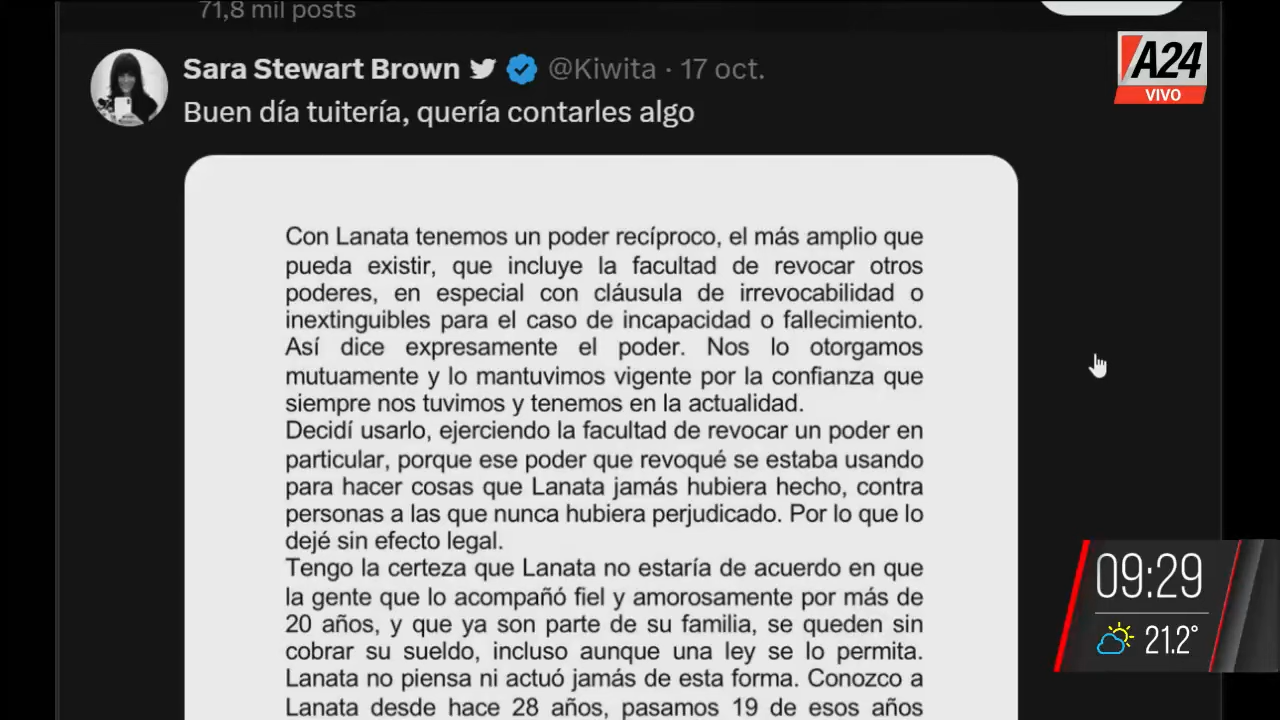 71,8 mil posts
Sara Stewart Brown @Kiwita · 17 oct.
Buen día tuitería, quería contarles algo
A24
VIVO
Con Lanata tenemos un poder recíproco, el más amplio que
pueda existir, que incluye la facultad de revocar otros
poderes, en especial con cláusula de irrevocabilidad o
inextinguibles para el caso de incapacidad o fallecimiento.
Así dice expresamente el poder. Nos lo otorgamos
mutuamente y lo mantuvimos vigente por la confianza que
siempre nos tuvimos y tenemos en la actualidad.
Decidí usarlo, ejerciendo la facultad de revocar un poder en
particular, porque ese poder que revoqué se estaba usando
para hacer cosas que Lanata jamás hubiera hecho, contra
personas a las que nunca hubiera perjudicado. Por lo que lo
dejé sin efecto legal.
Tengo la certeza que Lanata no estaría de acuerdo en que
la gente que lo acompañó fiel y amorosamente por más de
20 años, y que ya son parte de su familia, se queden sin
cobrar su sueldo, incluso aunque una ley se lo permita.
Lanata no piensa ni actuó jamás de esta forma. Conozco a
Lanata desde hace 28 años, pasamos 19 de esos años
09:29
21.2°